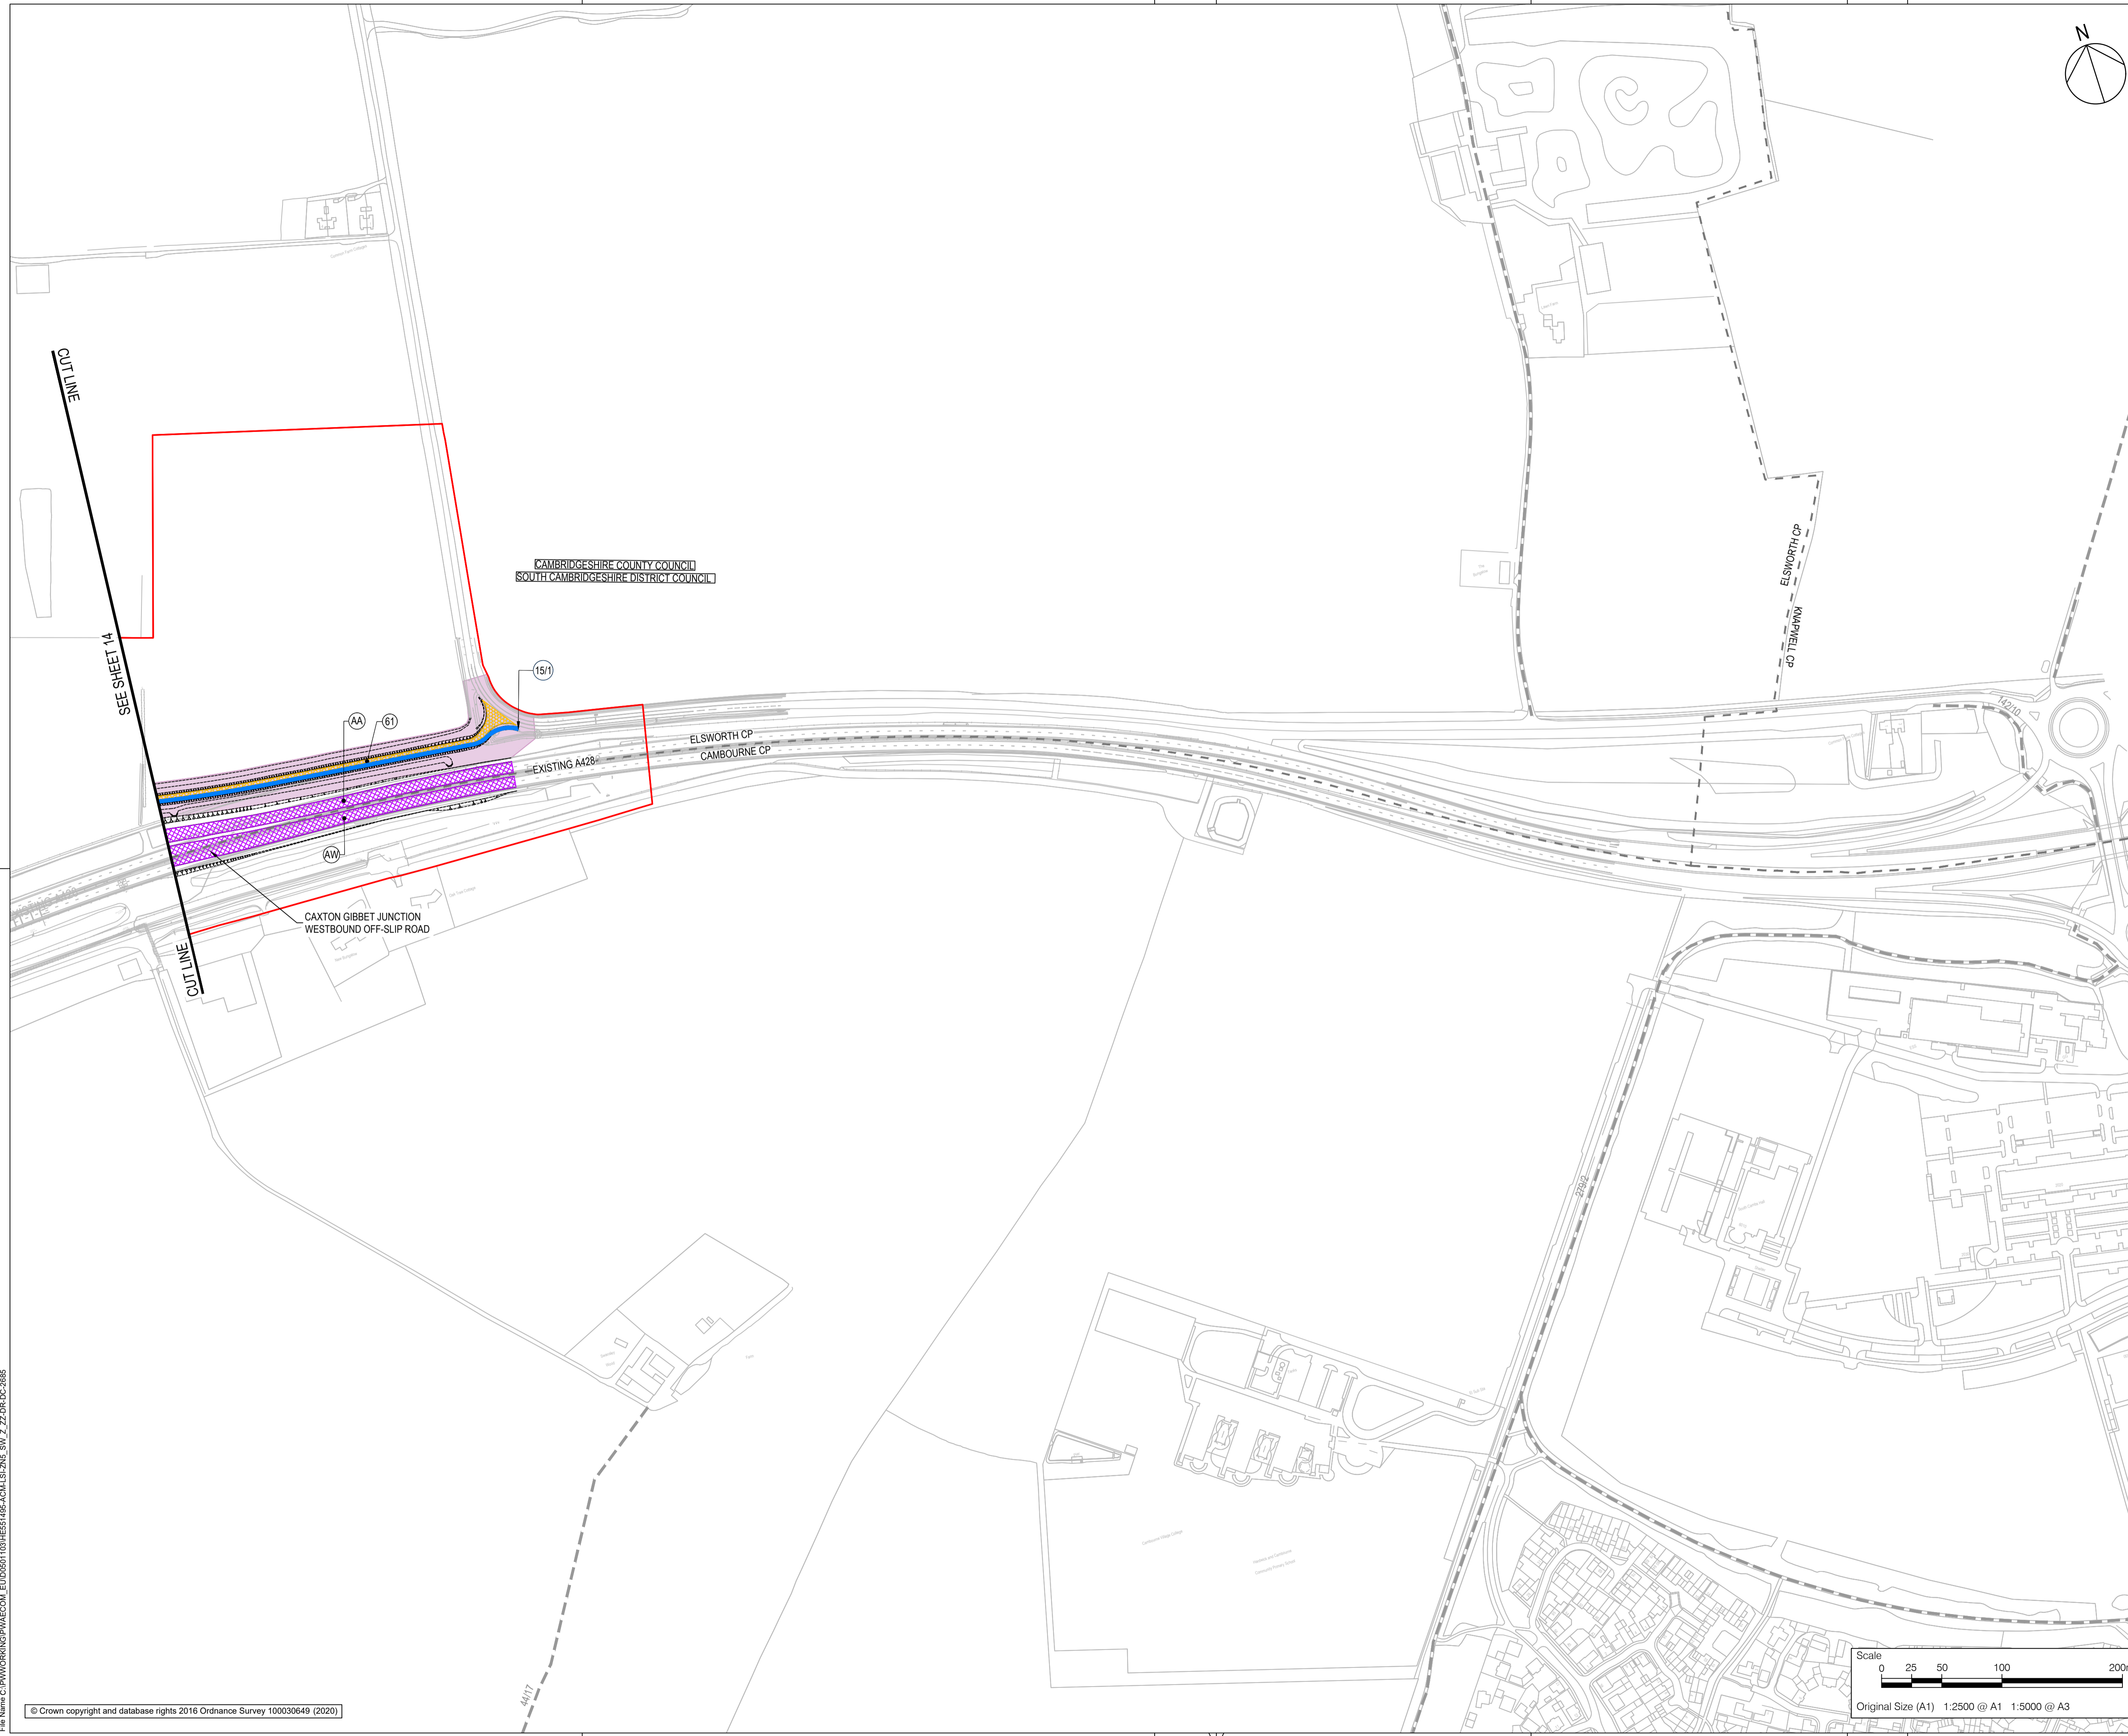 N
142/10
CUT LINE
ELSWORTH CP
KNAPWELL CP
CAMBRIDGESHIRE COUNTY COUNCIL
SOUTH CAMBRIDGESHIRE DISTRICT COUNCIL
SEE SHEET 14
15/1
AA
61
ELSWORTH CP
CAMBOURNE CP
EXISTING A428
AW
CAXTON GIBBET JUNCTION
WESTBOUND OFF-SLIP ROAD
CUT LINE
279/2
44/17
Scale
0 25 50 100 200m
Original Size (A1) 1:2500 @ A1 1:5000 @ A3
© Crown copyright and database rights 2016 Ordnance Survey 100030649 (2020)
File Name C:\PWWORKING\PWAECOM_EU\D0501103\HE551495-ACM-LSI-ZN5_SW_Z_ZZ-DR-DC-2685